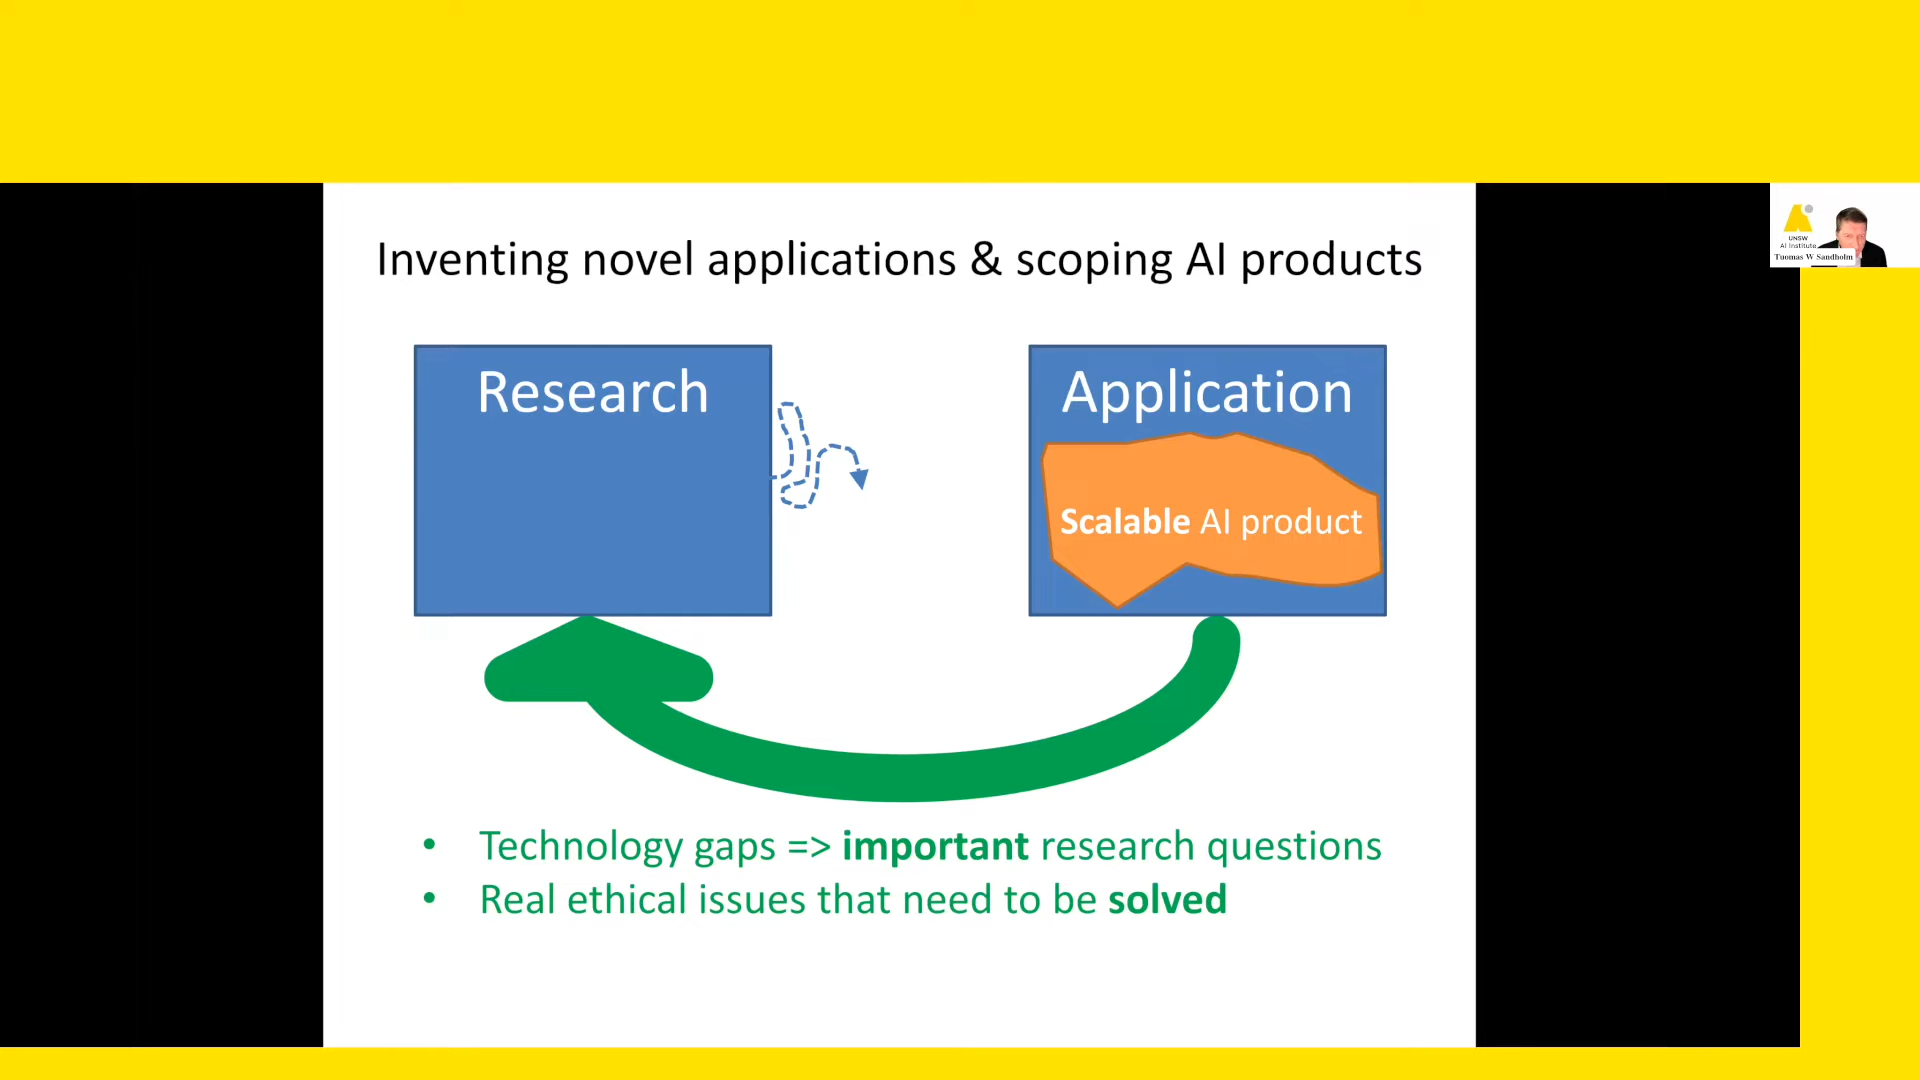 Inventing novel applications & scoping AI products
Research
Application
Scalable AI product
• Technology gaps => important research questions
• Real ethical issues that need to be solved
UNSW
AI Institute
Tuomas W Sandholm